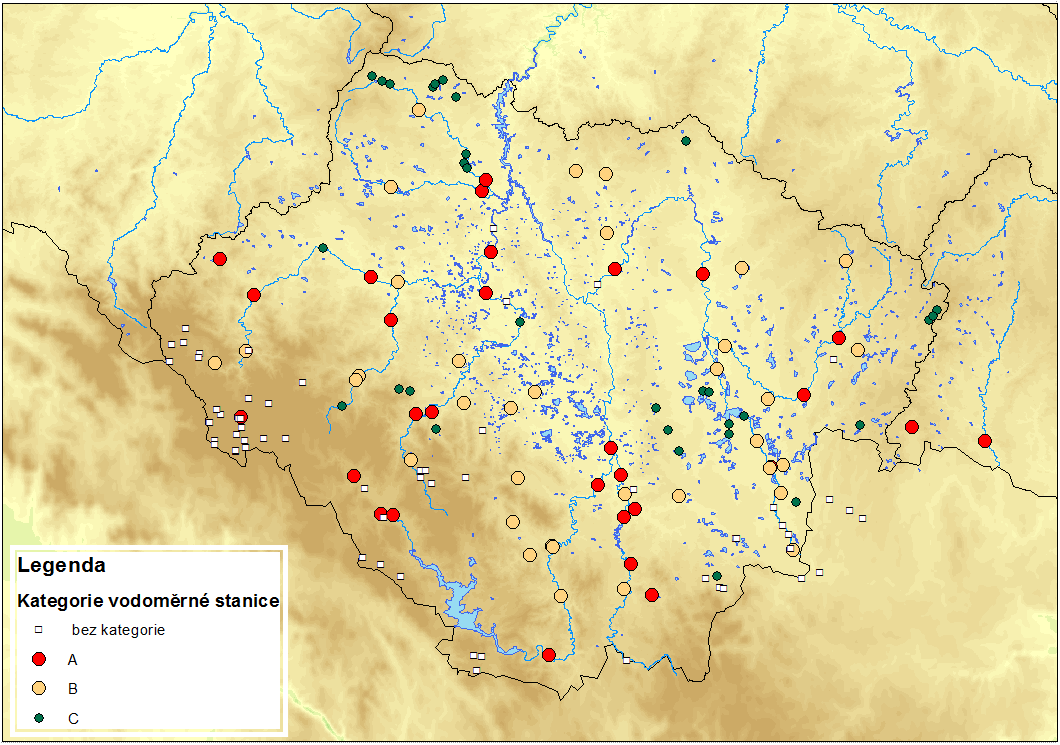 Legenda
Kategorie vodoměrné stanice
bez kategorie
A
B
C